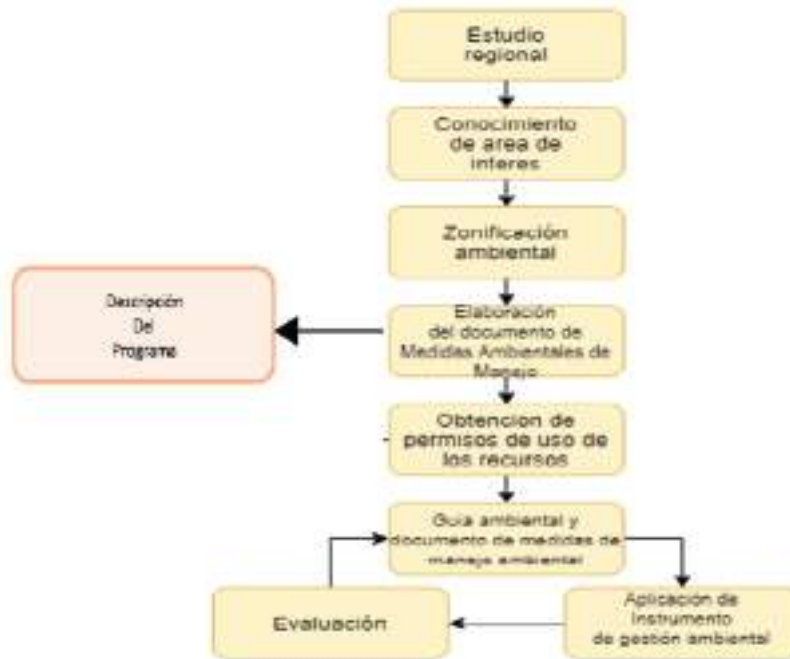 Estudio
regional
Conocimiento
de area de
interes
Zonificación
ambiental
Descripción
Del
Programa
Elaboración
del documento de
Medidas Ambientales de
Manejo
Obtencion de
permisos de uso de
los recursos
Guia ambiental y
documento de medidas de
manejo ambiental
Evaluación
Aplicación de
Instrumento
de gestión ambiental